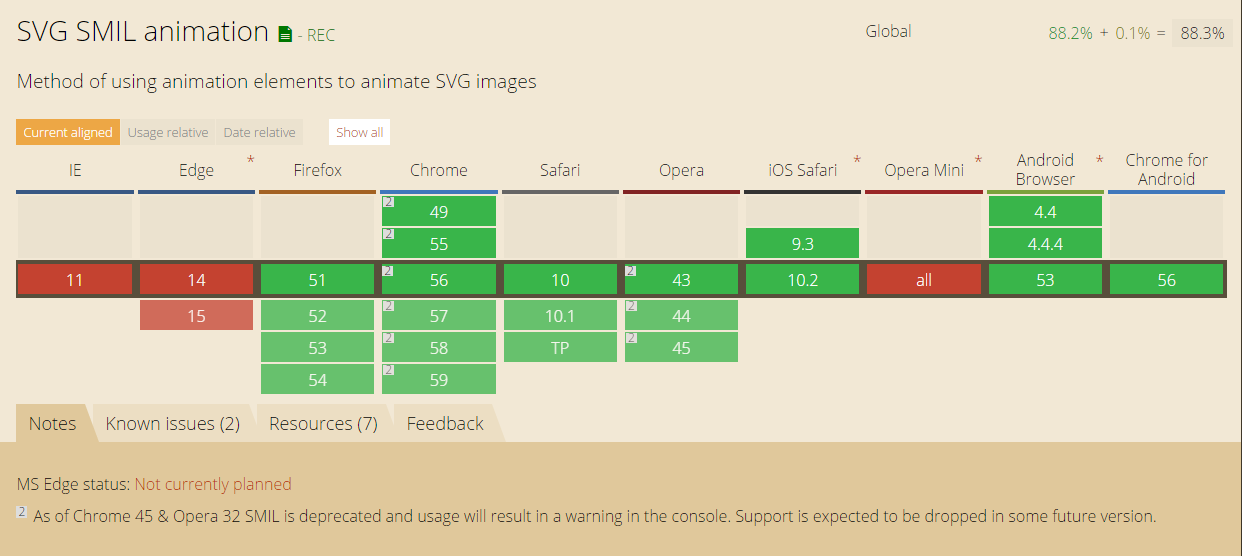 SVG SMIL animation - REC Global 88.2% + 0.1% = 88.3%
Method of using animation elements to animate SVG images
Current aligned Usage relative Date relative Show all
IE Edge * Firefox Chrome Safari Opera iOS Safari * Opera Mini * Android Browser * Chrome for Android
2 49 4.4
2 55 9.3 4.4.4
11 14 51 2 56 10 2 43 10.2 all 53 56
15 52 2 57 10.1 2 44
53 2 58 TP 2 45
54 2 59
Notes Known issues (2) Resources (7) Feedback
MS Edge status: Not currently planned
2 As of Chrome 45 & Opera 32 SMIL is deprecated and usage will result in a warning in the console. Support is expected to be dropped in some future version.